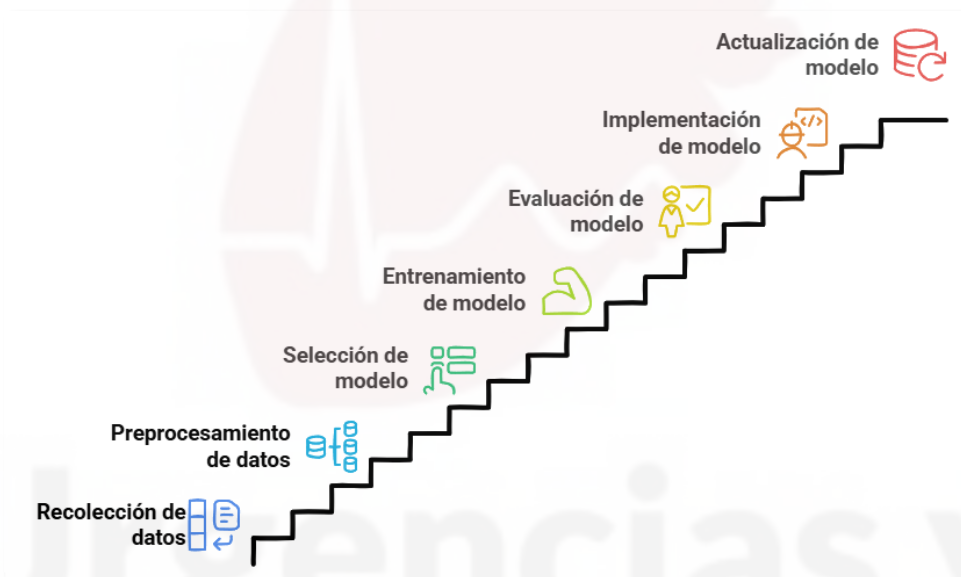 Actualización de
modelo
Implementación
de modelo
Evaluación de
modelo
Entrenamiento
de modelo
Selección de
modelo
Preprocesamiento
de datos
Recolección de
datos